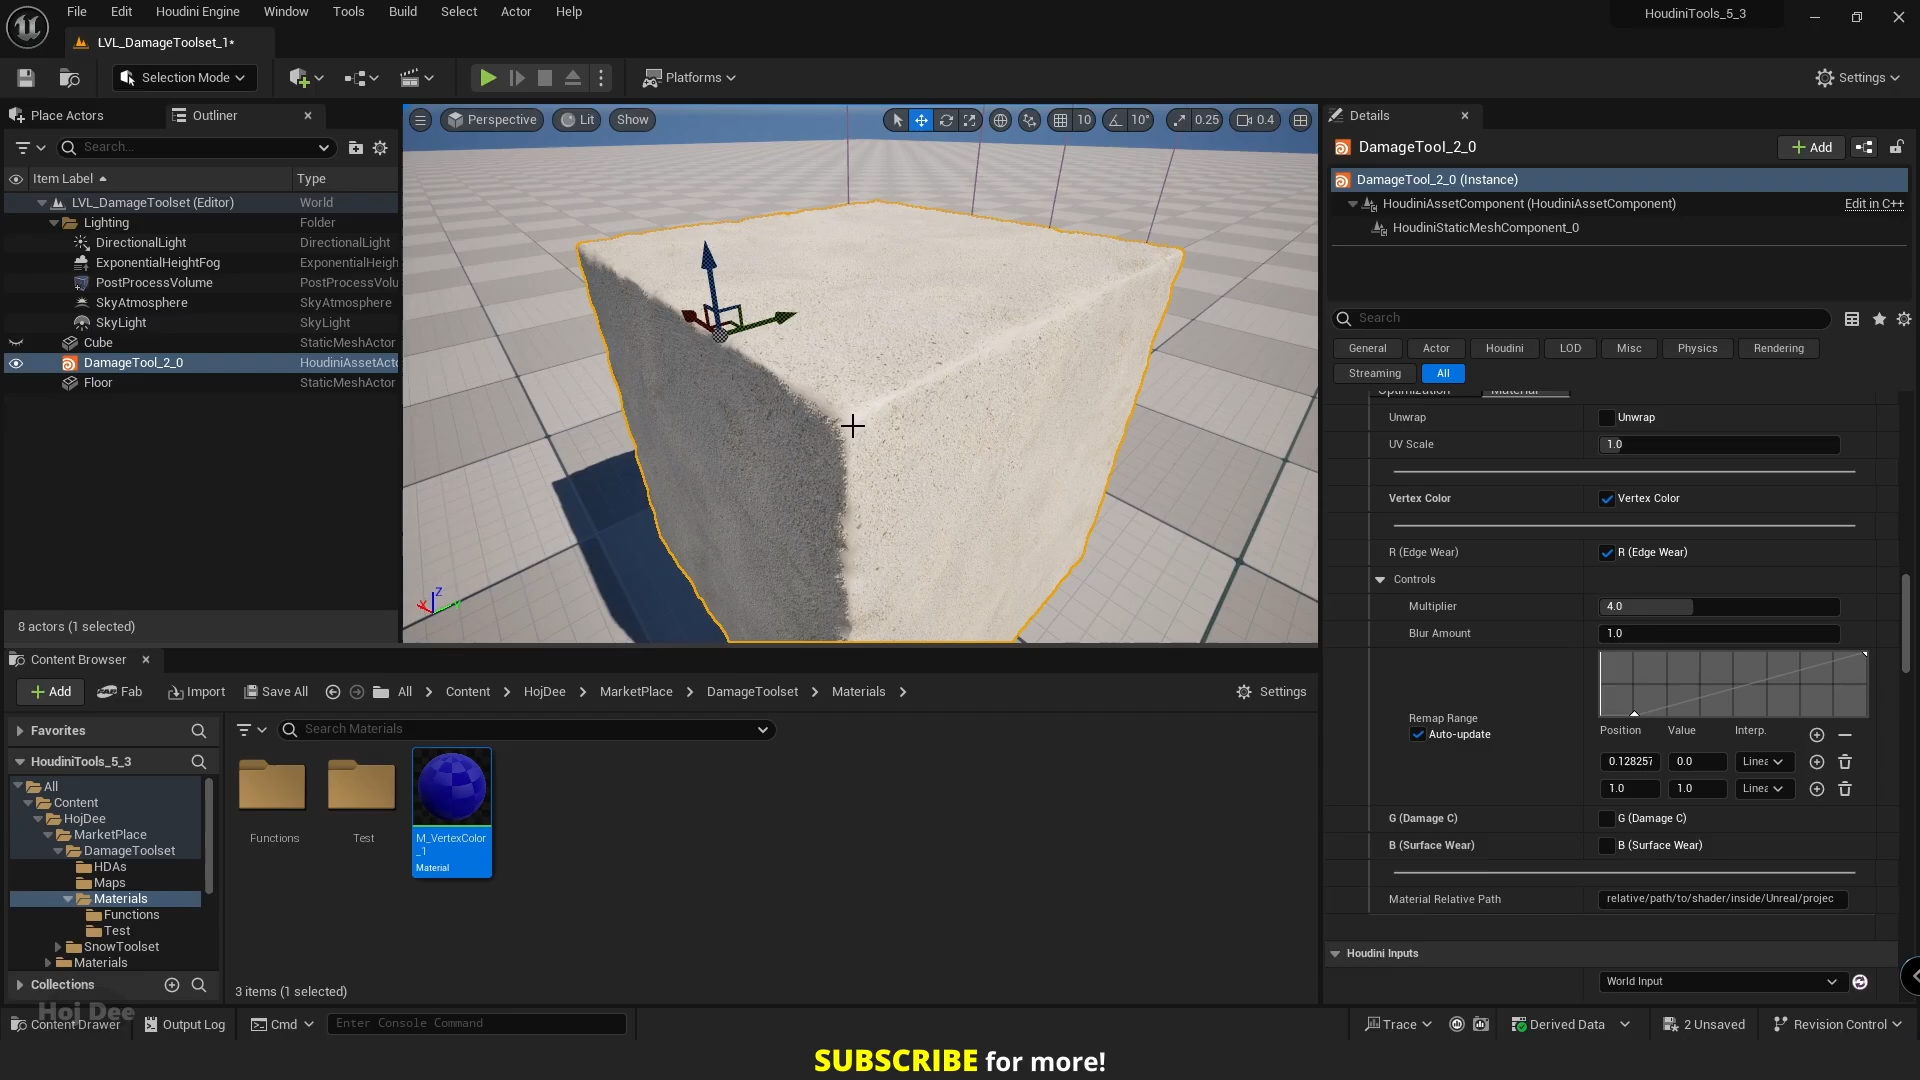 File Edit Houdini Engine Window Tools Build Select Actor Help
HoudiniTools_5_3
LVL_DamageToolset_1*
Selection Mode
Platforms
Settings
Place Actors
Outliner
Search...
Item Label
Type
LVL_DamageToolset (Editor) World
Lighting Folder
DirectionalLight DirectionalLight
ExponentialHeightFog ExponentialHeigh
PostProcessVolume PostProcessVolu
SkyAtmosphere SkyAtmosphere
SkyLight SkyLight
Cube StaticMeshActor
DamageTool_2_0 HoudiniAssetAct
Floor StaticMeshActor
8 actors (1 selected)
Perspective Lit Show
10 10° 0.25 0.4
X Z
Details
DamageTool_2_0
Add
DamageTool_2_0 (Instance)
HoudiniAssetComponent (HoudiniAssetComponent) Edit in C++
HoudiniStaticMeshComponent_0
Search
General Actor Houdini LOD Misc Physics Rendering
Streaming All
Optimization Material
Unwrap Unwrap
UV Scale 1.0
Vertex Color Vertex Color
R (Edge Wear) R (Edge Wear)
Controls
Multiplier 4.0
Blur Amount 1.0
Remap Range
Auto-update
Position Value Interp.
0.128257 0.0 Linea
1.0 1.0 Linea
G (Damage C) G (Damage C)
B (Surface Wear) B (Surface Wear)
Material Relative Path relative/path/to/shader/inside/Unreal/projec
Houdini Inputs
World Input
Content Browser
Add Fab Import Save All All Content HojDee MarketPlace DamageToolset Materials
Settings
Favorites
HoudiniTools_5_3
All
Content
HojDee
MarketPlace
DamageToolset
HDAs
Maps
Materials
Functions
Test
SnowToolset
Materials
Collections
Search Materials
Functions
Test
M_VertexColor
_1
Material
3 items (1 selected)
Hoj Dee
Content Drawer Output Log Cmd Enter Console Command
Trace Derived Data 2 Unsaved Revision Control
SUBSCRIBE for more!